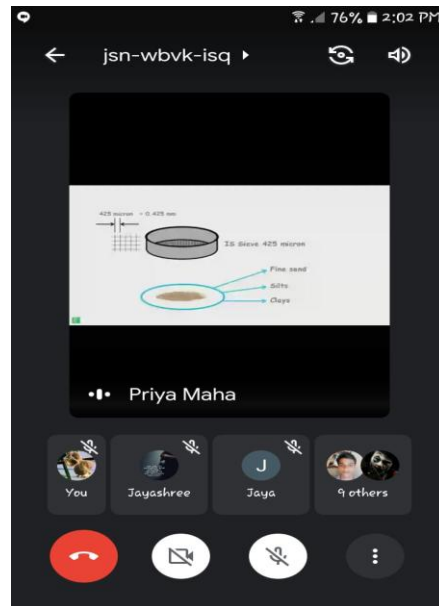 76% 2:02 PM
jsn-wbvk-isq
425 micron = 0.425 mm
IS Sieve 425 micron
Fine sand
Silts
Clays
Priya Maha
J
You
Jayashree
Jaya
9 others